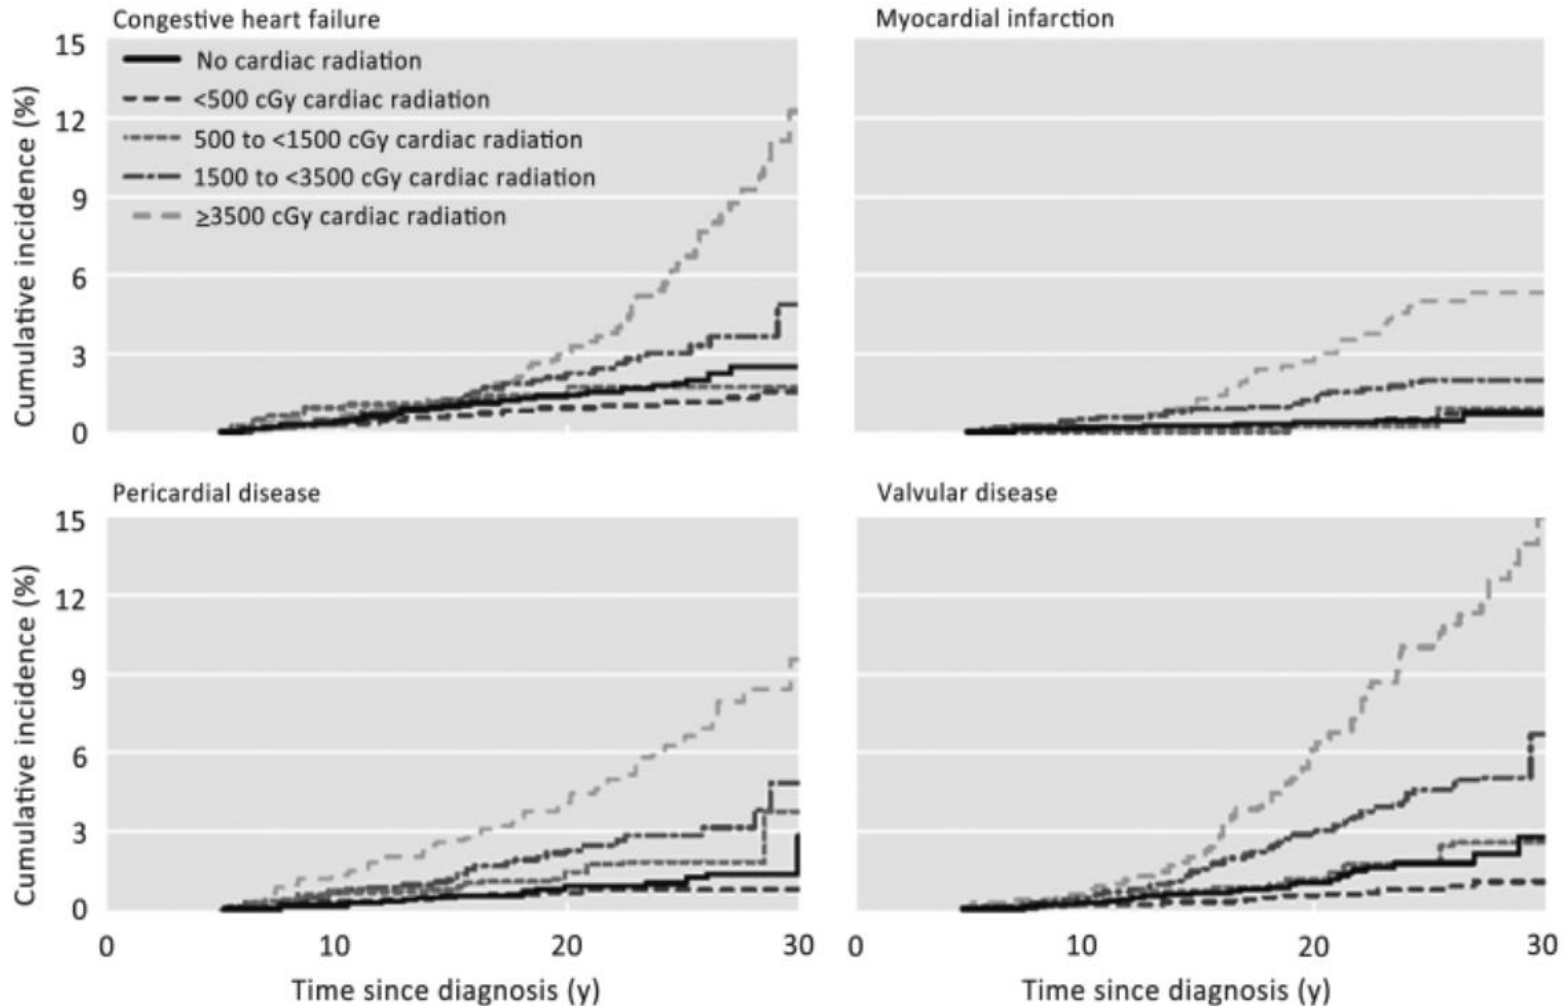 Congestive heart failure
Myocardial infarction
15
12
9
6
3
0
Cumulative incidence (%)
No cardiac radiation
<500 cGy cardiac radiation
500 to <1500 cGy cardiac radiation
1500 to <3500 cGy cardiac radiation
≥3500 cGy cardiac radiation
Pericardial disease
Valvular disease
15
12
9
6
3
0
Cumulative incidence (%)
0 10 20 30
0 10 20 30
Time since diagnosis (y)
Time since diagnosis (y)